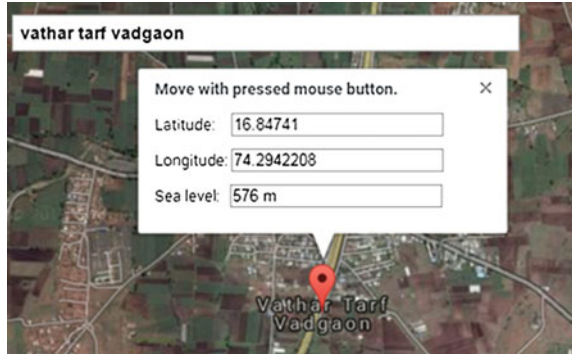 vathar tarf vadgaon
Move with pressed mouse button. ×
Latitude: 16.84741
Longitude: 74.2942208
Sea level: 576 m
Vathar Tarf
Vadgaon